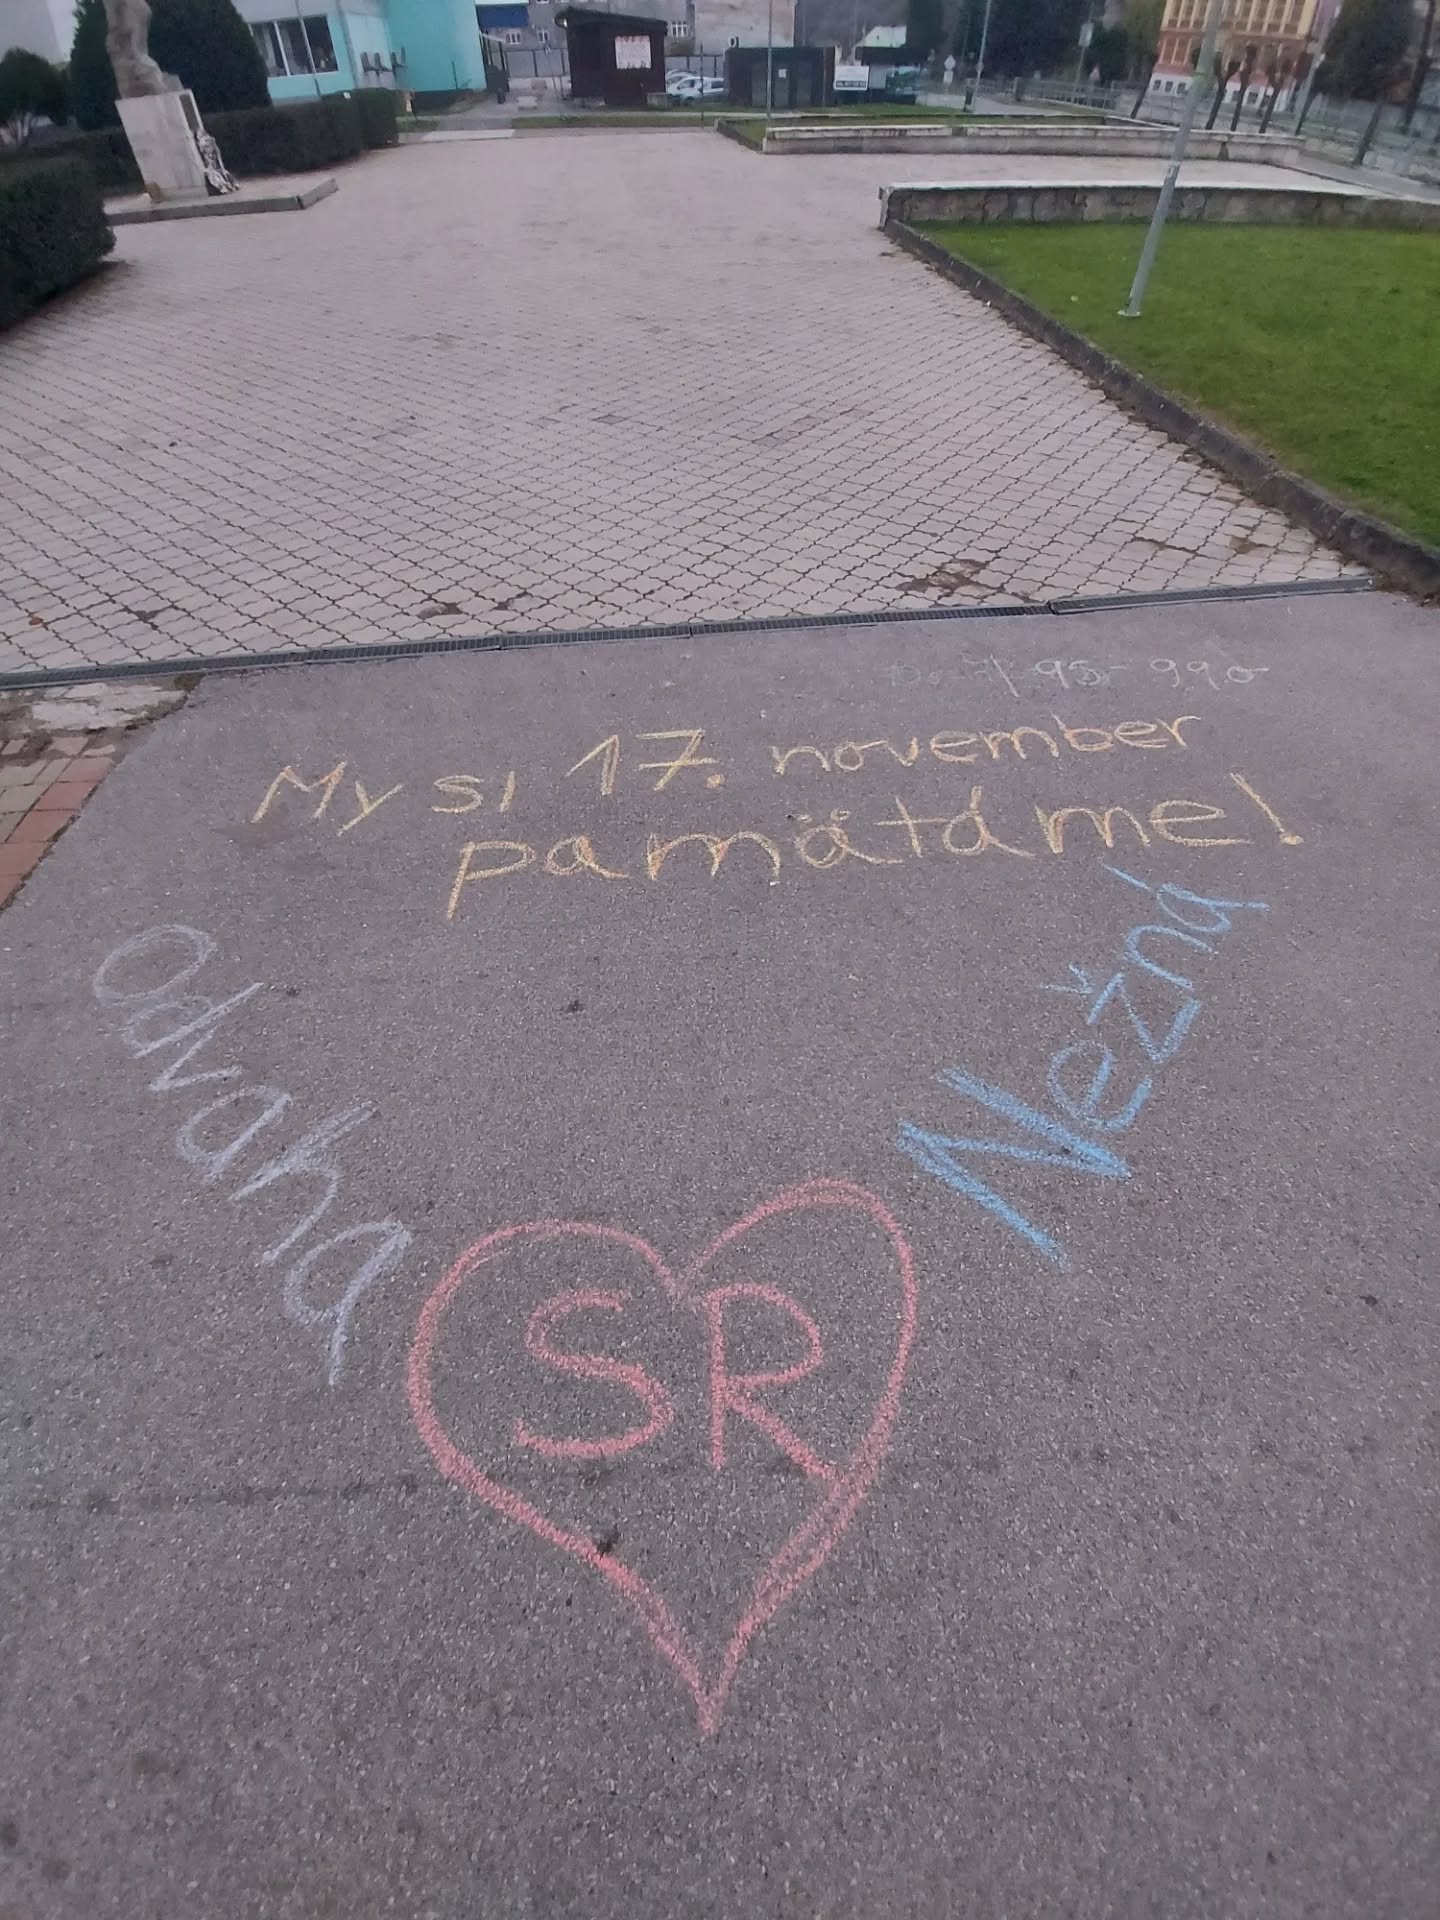 My si 17. november
pamätáme!
Odvaha
Nežná
SR